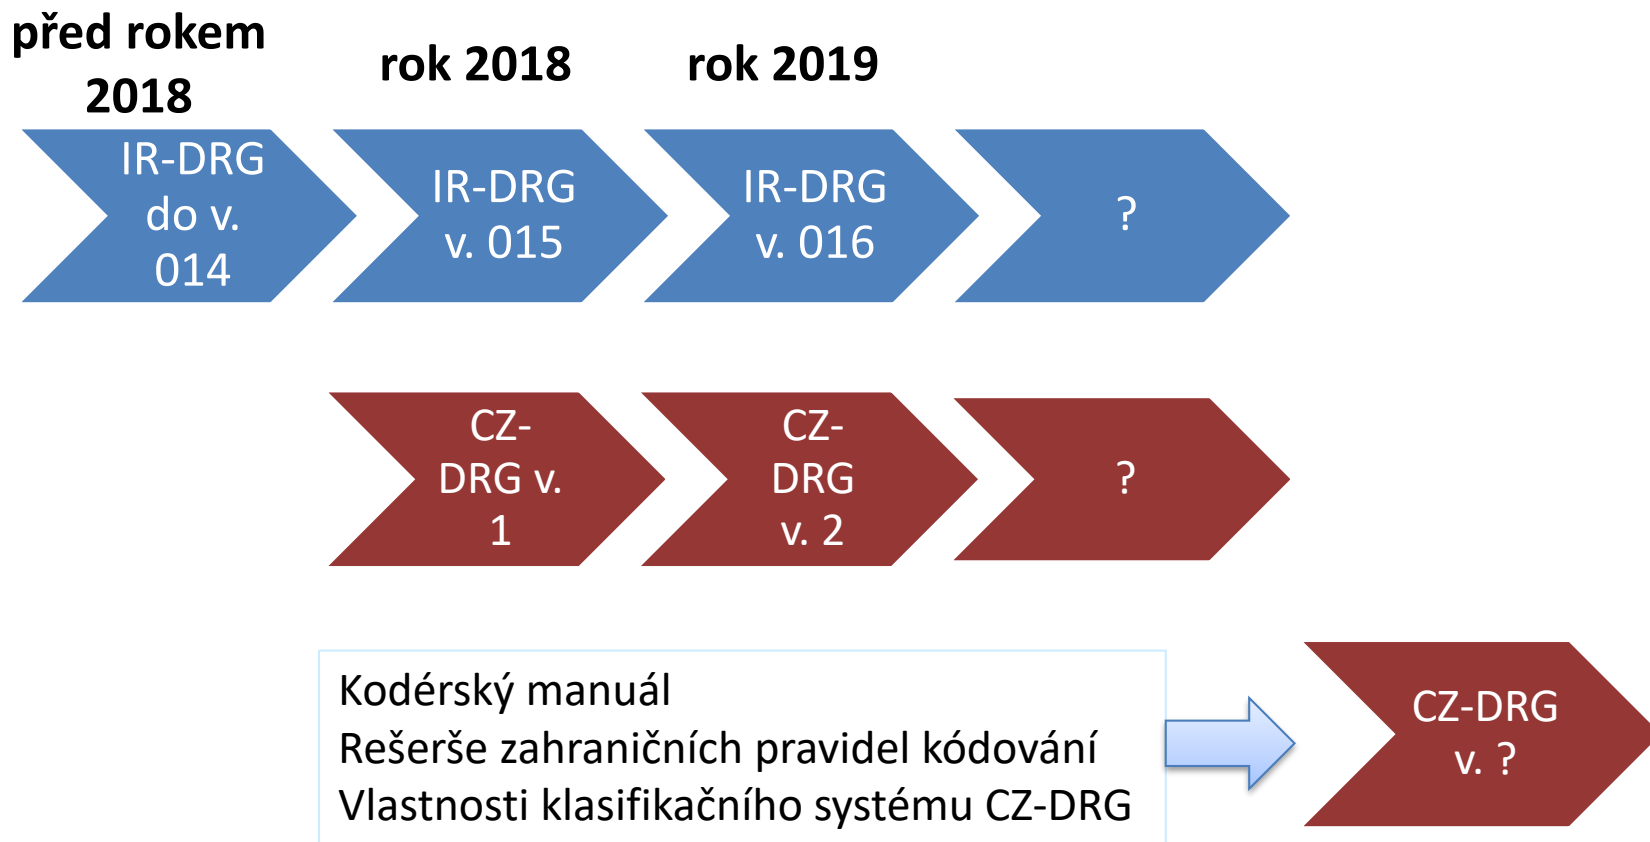 před rokem
2018
rok 2018
rok 2019
IR-DRG
do v.
014
IR-DRG
v. 015
IR-DRG
v. 016
?
CZ-
DRG v.
1
CZ-
DRG
v. 2
?
Kodérský manuál
Rešerše zahraničních pravidel kódování
Vlastnosti klasifikačního systému CZ-DRG
CZ-DRG
v. ?